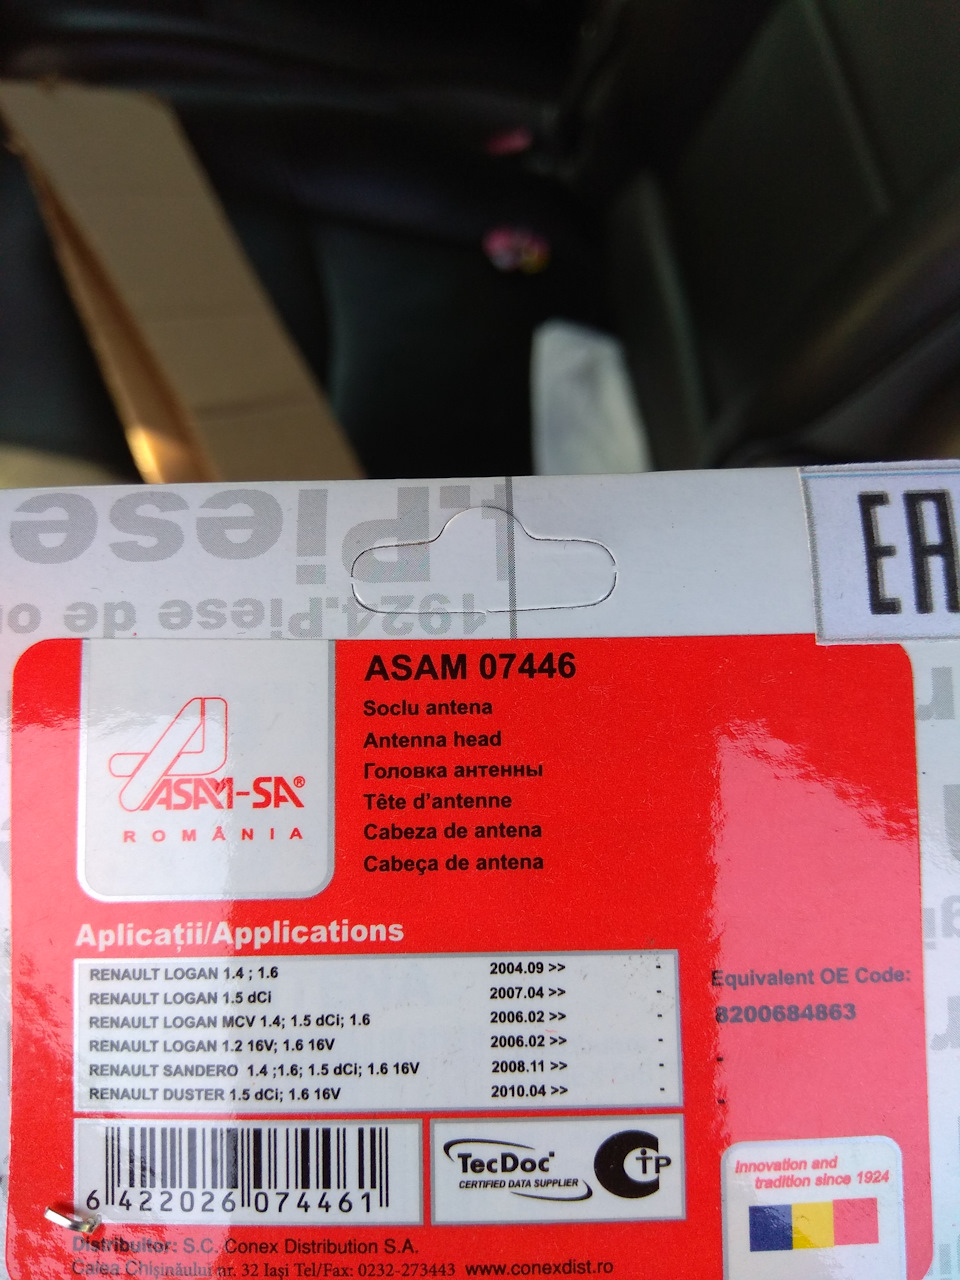 .Piese
1924.Piese de
EAC
ASAM 07446
Soclu antena
Antenna head
Головка антенны
Tête d'antenne
Cabeza de antena
Cabeça de antena
ASAM-SA®
ROMÂNIA
Aplicații/Applications
RENAULT LOGAN 1.4 ; 1.6 2004.09 >> -
RENAULT LOGAN 1.5 dCi 2007.04 >> -
RENAULT LOGAN MCV 1.4; 1.5 dCi; 1.6 2006.02 >> -
RENAULT LOGAN 1.2 16V; 1.6 16V 2006.02 >> -
RENAULT SANDERO 1.4 ;1.6; 1.5 dCi; 1.6 16V 2008.11 >> -
RENAULT DUSTER 1.5 dCi; 1.6 16V 2010.04 >> -
Equivalent OE Code:
8200684863
-
-
6 422026 074461
TecDoc
CERTIFIED DATA SUPPLIER
CTP
Innovation and
tradition since 1924
Distribuitor: S.C. Conex Distribution S.A.
Calea Chișinăului nr. 32 Iași Tel/Fax: 0232-273443 www.conexdist.ro